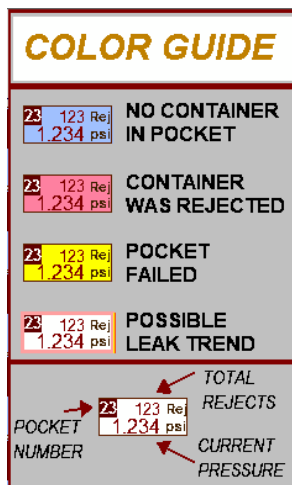 COLOR GUIDE
23 123 Rej
1.234 psi
NO CONTAINER
IN POCKET
23 123 Rej
1.234 psi
CONTAINER
WAS REJECTED
23 123 Rej
1.234 psi
POCKET
FAILED
23 123 Rej
1.234 psi
POSSIBLE
LEAK TREND
TOTAL
REJECTS
23 123 Rej
1.234 psi
POCKET
NUMBER
CURRENT
PRESSURE